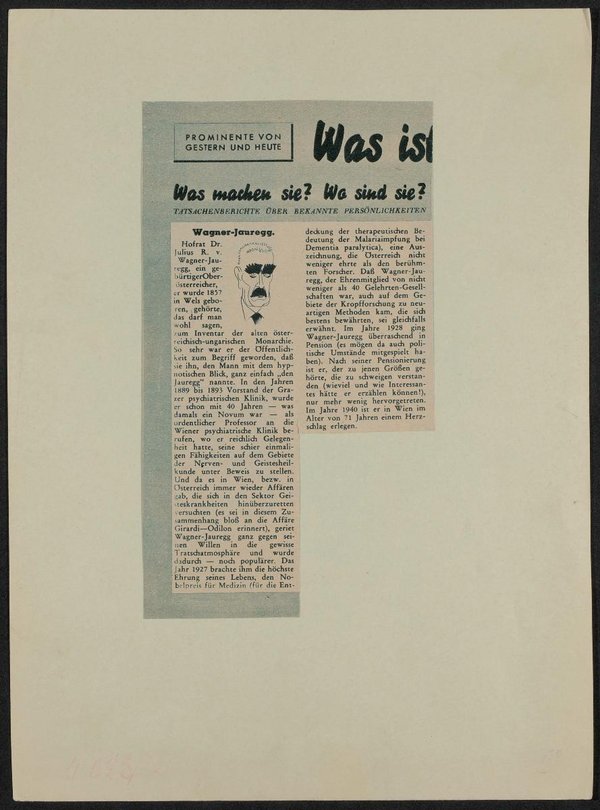 PROMINENTE VON
GESTERN UND HEUTE
Was ist
Was machen sie? Wo sind sie?
TATSACHENBERICHTE ÜBER BEKANNTE PERSÖNLICHKEITEN
Wagner-Jauregg.
Hofrat Dr.
Julius R. v.
Wagner-Jau-
regg, ein ge-
bürtigerOber-
österreicher,
er wurde 1857
in Wels gebo-
ren, gehörte,
das darf man
wohl sagen,
zum Inventar der alten öster-
reichisch-ungarischen Monarchie.
So sehr war er der Öffentlich-
keit zum Begriff geworden, daß
sie ihn, den Mann mit dem hyp-
notischen Blick, ganz einfach „den
Jauregg“ nannte. In den Jahren
1889 bis 1893 Vorstand der Gra-
zer psychiatrischen Klinik, wurde
er schon mit 40 Jahren — was
damals ein Novum war — als
ordentlicher Professor an die
Wiener psychiatrische Klinik be-
rufen, wo er reichlich Gelegen-
heit hatte, seine schier einmali-
gen Fähigkeiten auf dem Gebiete
der Nerven- und Geistesheil-
kunde unter Beweis zu stellen.
Und da es in Wien, bezw. in
Österreich immer wieder Affären
gab, die sich in den Sektor Gei-
steskrankheiten hinüberzuretten
versuchten (es sei in diesem Zu-
sammenhang bloß an die Affäre
Girardi—Odilon erinnert), geriet
Wagner-Jauregg ganz gegen sei-
nen Willen in die gewisse
Tratschatmosphäre und wurde
dadurch — noch populärer. Das
Jahr 1927 brachte ihm die höchste
Ehrung seines Lebens, den No-
belpreis für Medizin (für die Ent-
deckung der therapeutischen Be-
deutung der Malariaimpfung bei
Dementia paralytica), eine Aus-
zeichnung, die Österreich nicht
weniger ehrte als den berühm-
ten Forscher. Daß Wagner-Jau-
regg, der Ehrenmitglied von nicht
weniger als 40 Gelehrten-Gesell-
schaften war, auch auf dem Ge-
biete der Kropfforschung zu neu-
artigen Methoden kam, die sich
bestens bewährten, sei gleichfalls
erwähnt. Im Jahre 1928 ging
Wagner-Jauregg überraschend in
Pension (es mögen da auch poli-
tische Umstände mitgespielt ha-
ben). Nach seiner Pensionierung
ist er, der zu jenen Größen ge-
hörte, die zu schweigen verstan-
den (wieviel und wie Interessan-
tes hätte er erzählen können!),
nur mehr wenig hervorgetreten.
Im Jahre 1940 ist er in Wien im
Alter von 71 Jahren einem Herz-
schlag erlegen.